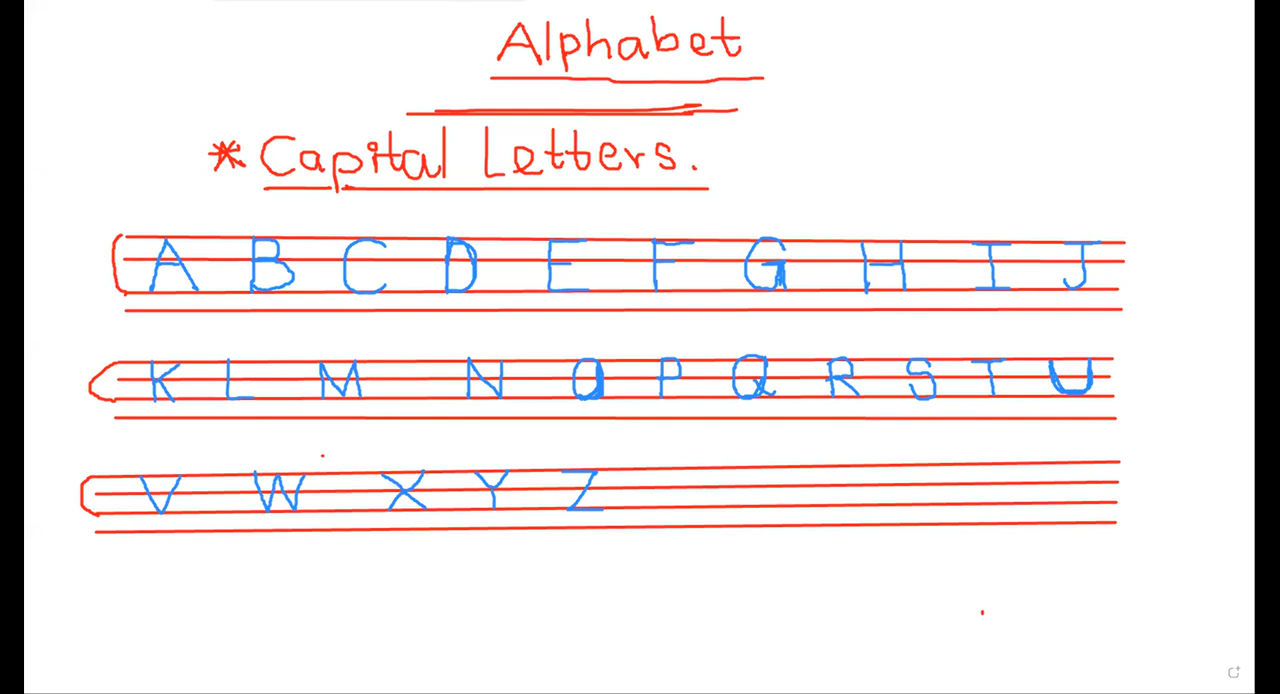 Alphabet
* Capital Letters.
A B C D E F G H I J
K L M N O P Q R S T U
V W X Y Z